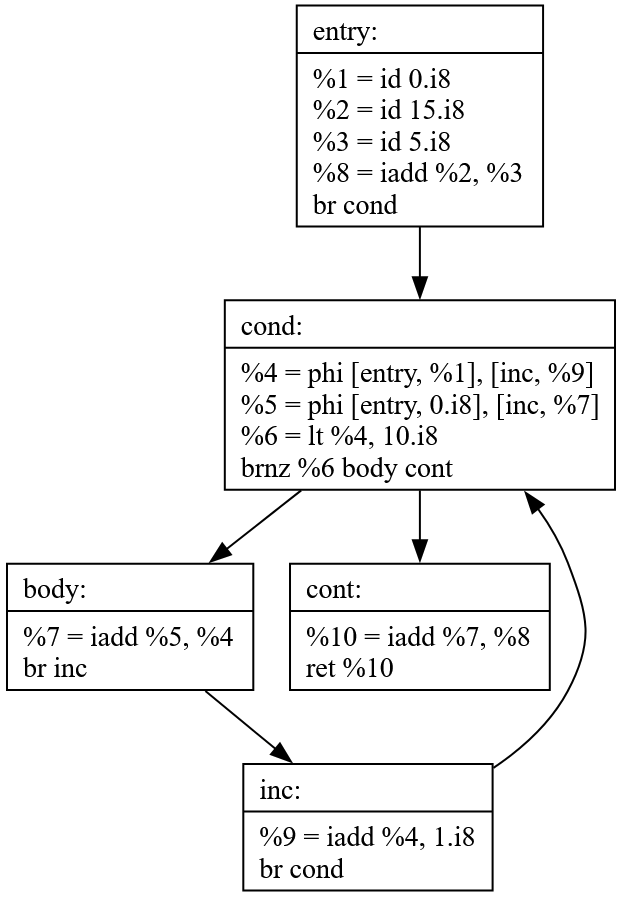 entry:
%1 = id 0.i8
%2 = id 15.i8
%3 = id 5.i8
%8 = iadd %2, %3
br cond
cond:
%4 = phi [entry, %1], [inc, %9]
%5 = phi [entry, 0.i8], [inc, %7]
%6 = lt %4, 10.i8
brnz %6 body cont
body:
%7 = iadd %5, %4
br inc
cont:
%10 = iadd %7, %8
ret %10
inc:
%9 = iadd %4, 1.i8
br cond